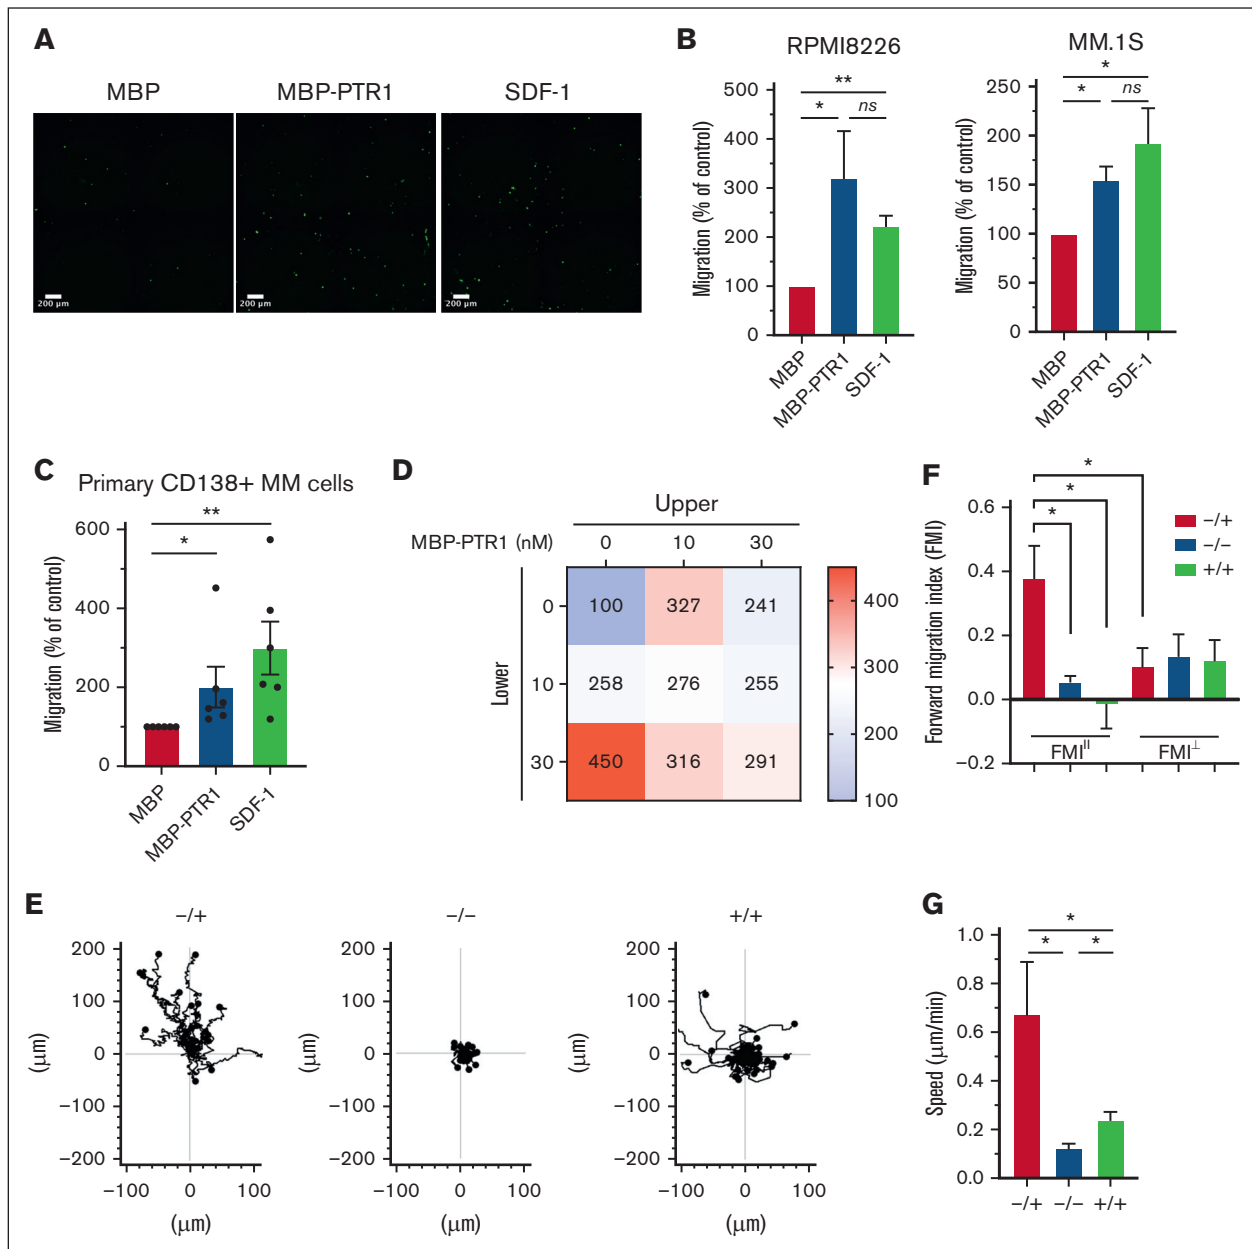 A
MBP
MBP-PTR1
SDF-1
200 μm
200 μm
200 μm
B
RPMI8226
Migration (% of control)
500
400
300
200
100
0
**
*
ns
MBP
MBP-PTR1
SDF-1
MM.1S
Migration (% of control)
250
200
150
100
50
0
*
*
ns
MBP
MBP-PTR1
SDF-1
C
Primary CD138+ MM cells
Migration (% of control)
600
400
200
0
**
*
MBP
MBP-PTR1
SDF-1
D
Upper
MBP-PTR1 (nM)
0
10
30
Lower
0
100
327
241
10
258
276
255
30
450
316
291
400
300
200
100
F
Forward migration index (FMI)
0.6
0.4
0.2
0.0
−0.2
*
*
*
−/+
−/−
+/+
FMI||
FMI⊥
E
−/+
(μm)
200
100
0
−100
−200
−100
0
100
(μm)
−/−
(μm)
200
100
0
−100
−200
−100
0
100
(μm)
+/+
(μm)
200
100
0
−100
−200
−100
0
100
(μm)
G
Speed (μm/min)
1.0
0.8
0.6
0.4
0.2
0.0
*
*
*
−/+
−/−
+/+